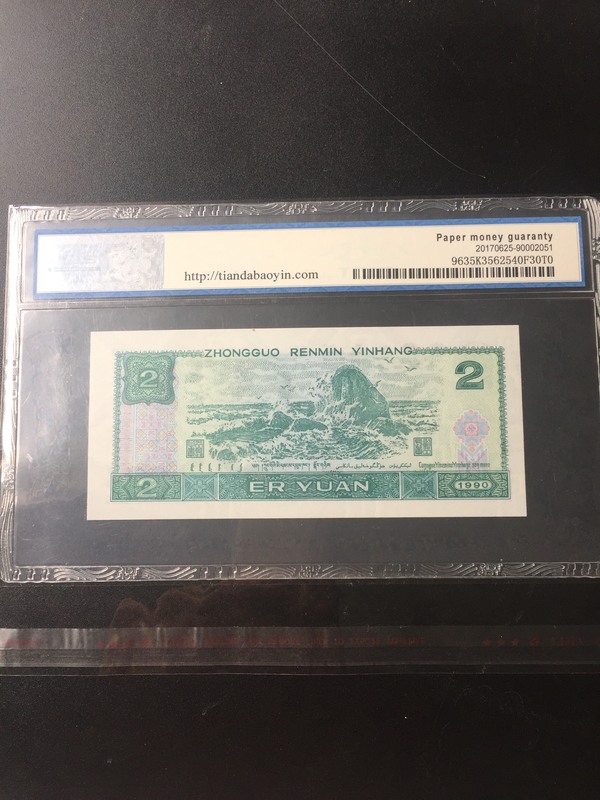 Paper money guaranty
20170625-90002051
http://tiandabaoyin.com
9635K3562540F30T0
ZHONGGUO RENMIN YINHANG
2
2
2
ER YUAN
1990